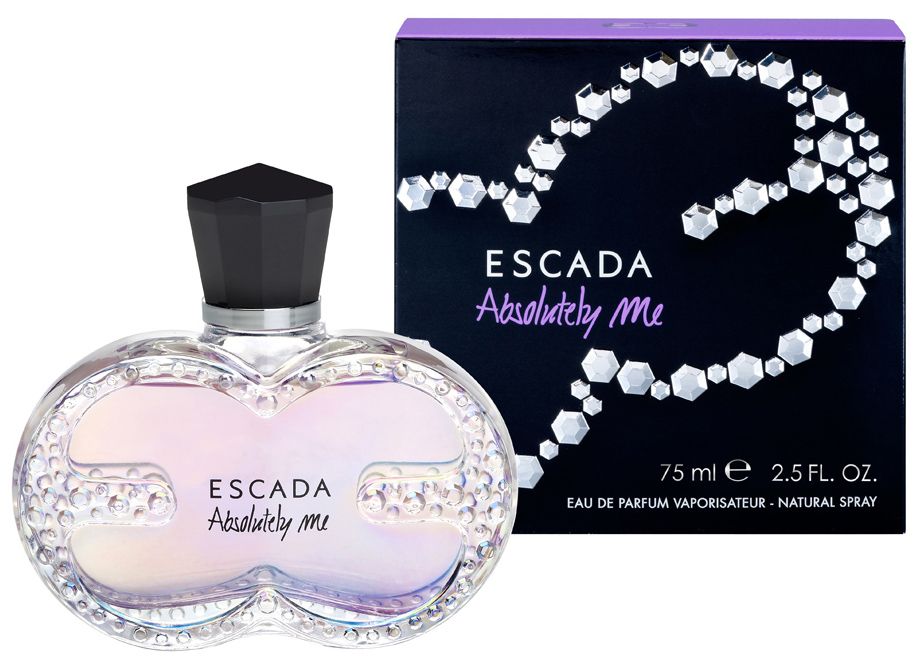 ESCADA
Absolutely me
75 ml e 2.5 FL. OZ.
EAU DE PARFUM VAPORISATEUR - NATURAL SPRAY
ESCADA
Absolutely me